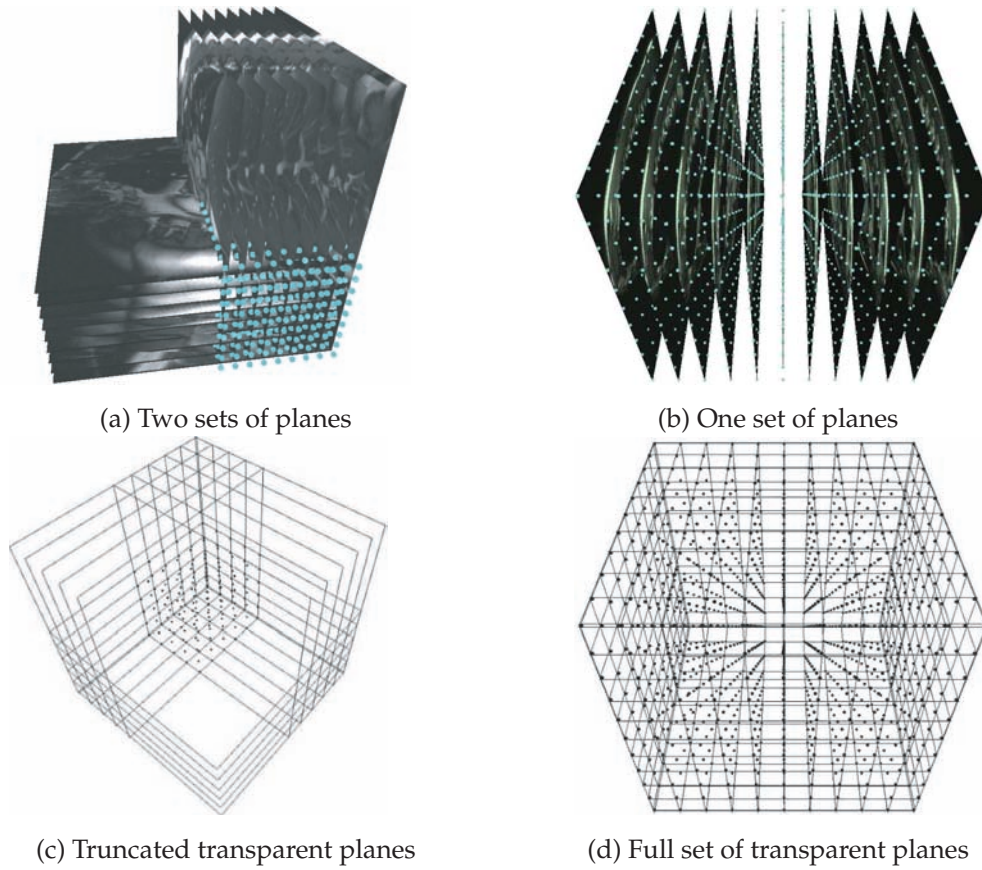 (a) Two sets of planes
(b) One set of planes
(c) Truncated transparent planes
(d) Full set of transparent planes